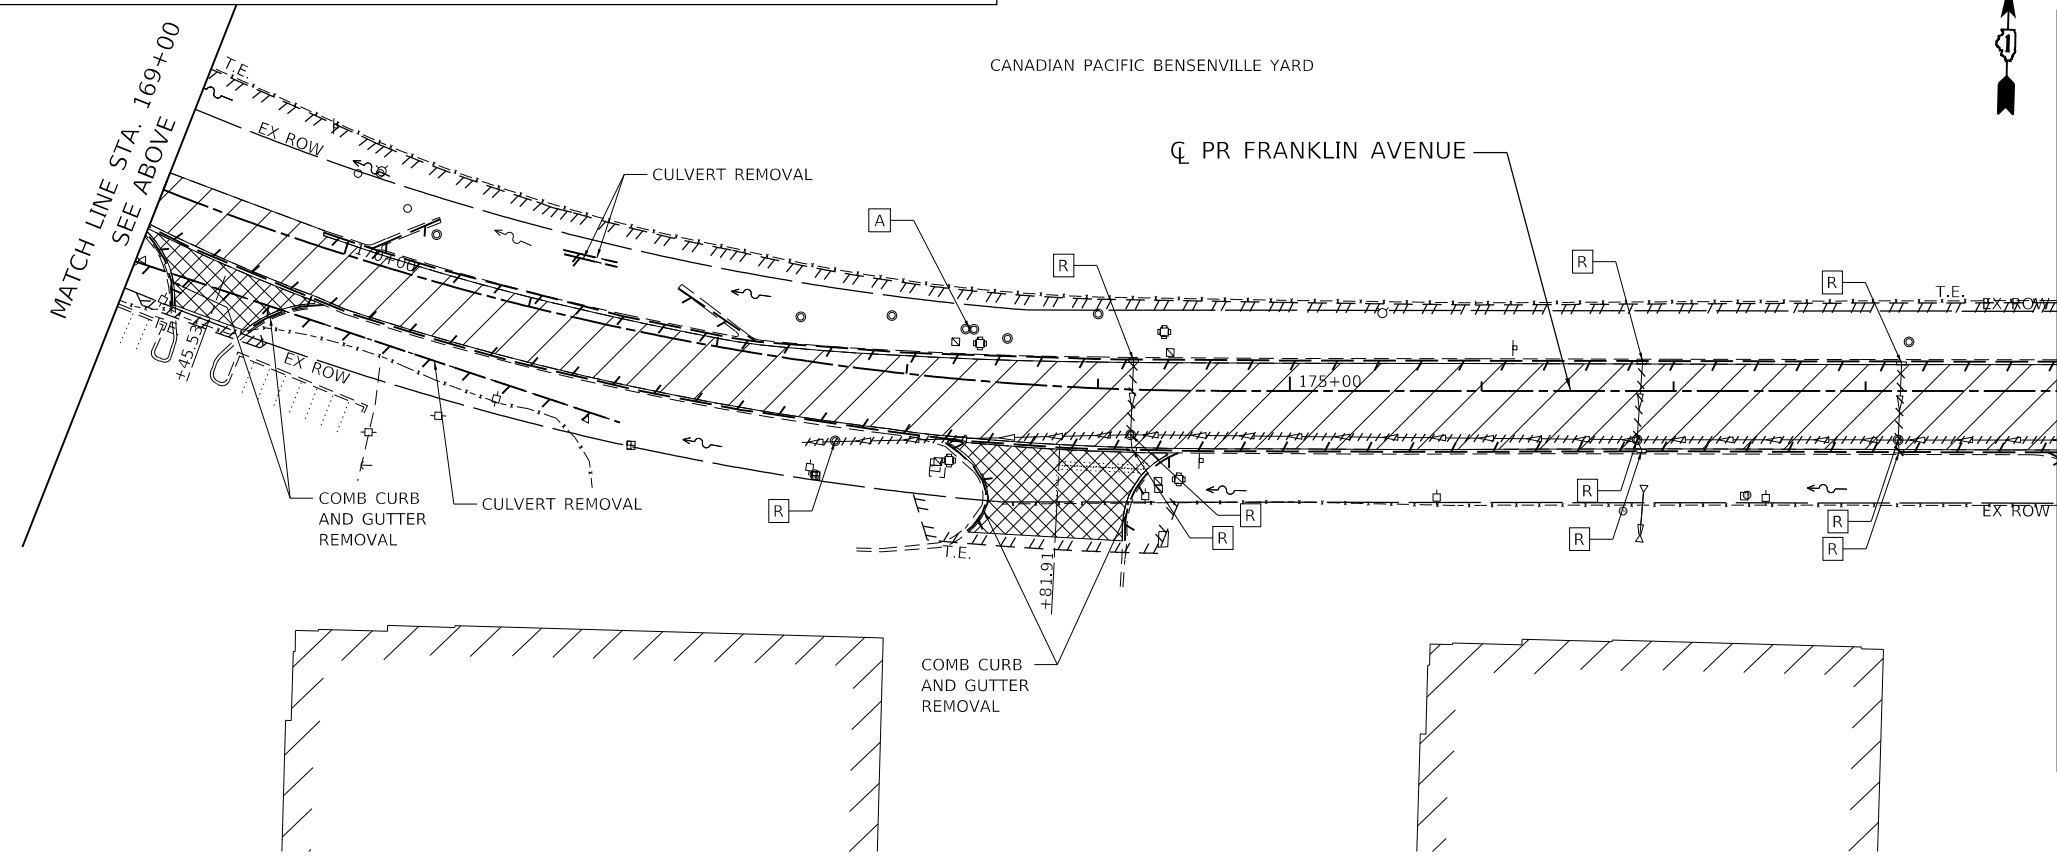 CANADIAN PACIFIC BENSENVILLE YARD
MATCH LINE STA. 169+00
SEE ABOVE
T.E.
EX ROW
CULVERT REMOVAL
℄ PR FRANKLIN AVENUE
A
R
R
R
T.E.
EX ROW
170+00
175+00
T.E.
+45.53
EX ROW
COMB CURB
AND GUTTER
REMOVAL
CULVERT REMOVAL
R
R
R
R
R
R
R
EX ROW
T.E.
+81.91
COMB CURB
AND GUTTER
REMOVAL